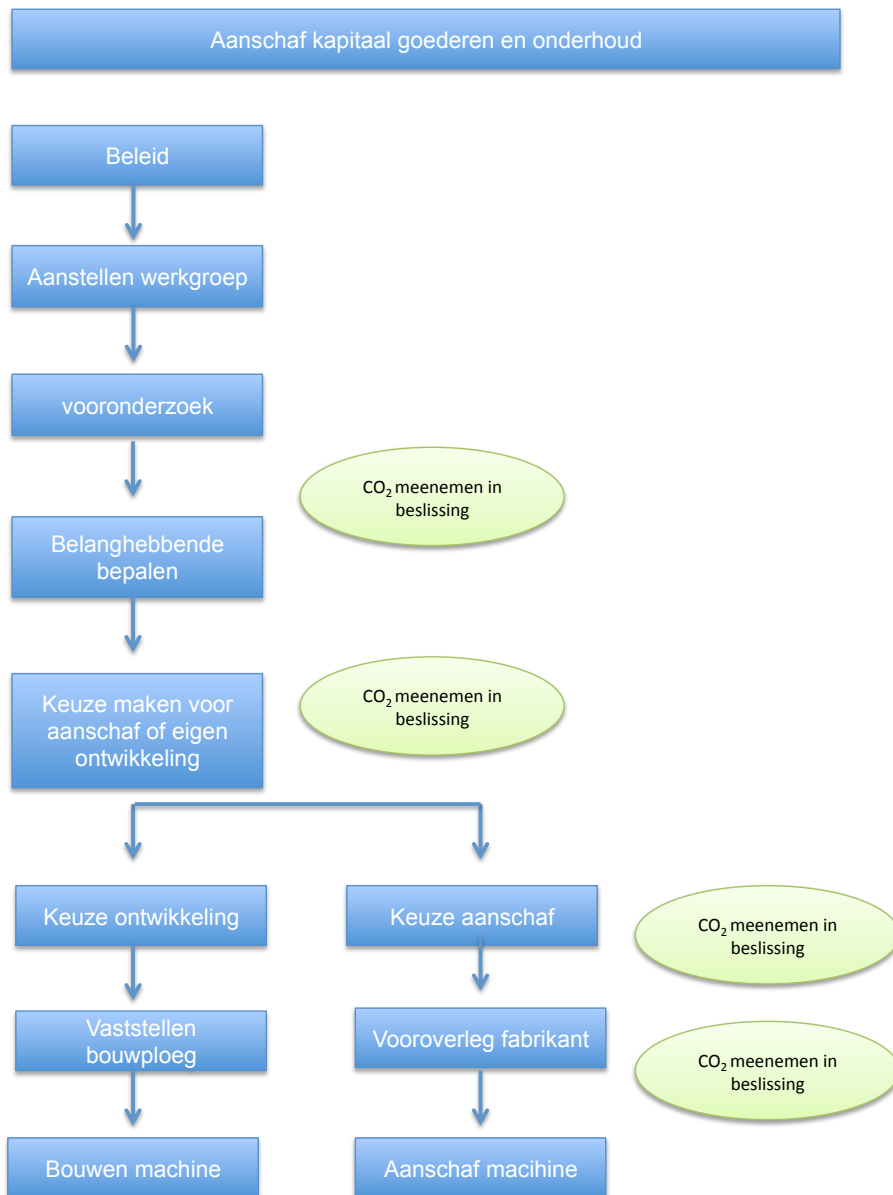 Aanschaf kapitaal goederen en onderhoud
Beleid
Aanstellen werkgroep
vooronderzoek
CO₂ meenemen in
beslissing
Belanghebbende
bepalen
Keuze maken voor
aanschaf of eigen
ontwikkeling
CO₂ meenemen in
beslissing
Keuze ontwikkeling
Keuze aanschaf
CO₂ meenemen in
beslissing
Vaststellen
bouwploeg
Vooroverleg fabrikant
CO₂ meenemen in
beslissing
Bouwen machine
Aanschaf macihine